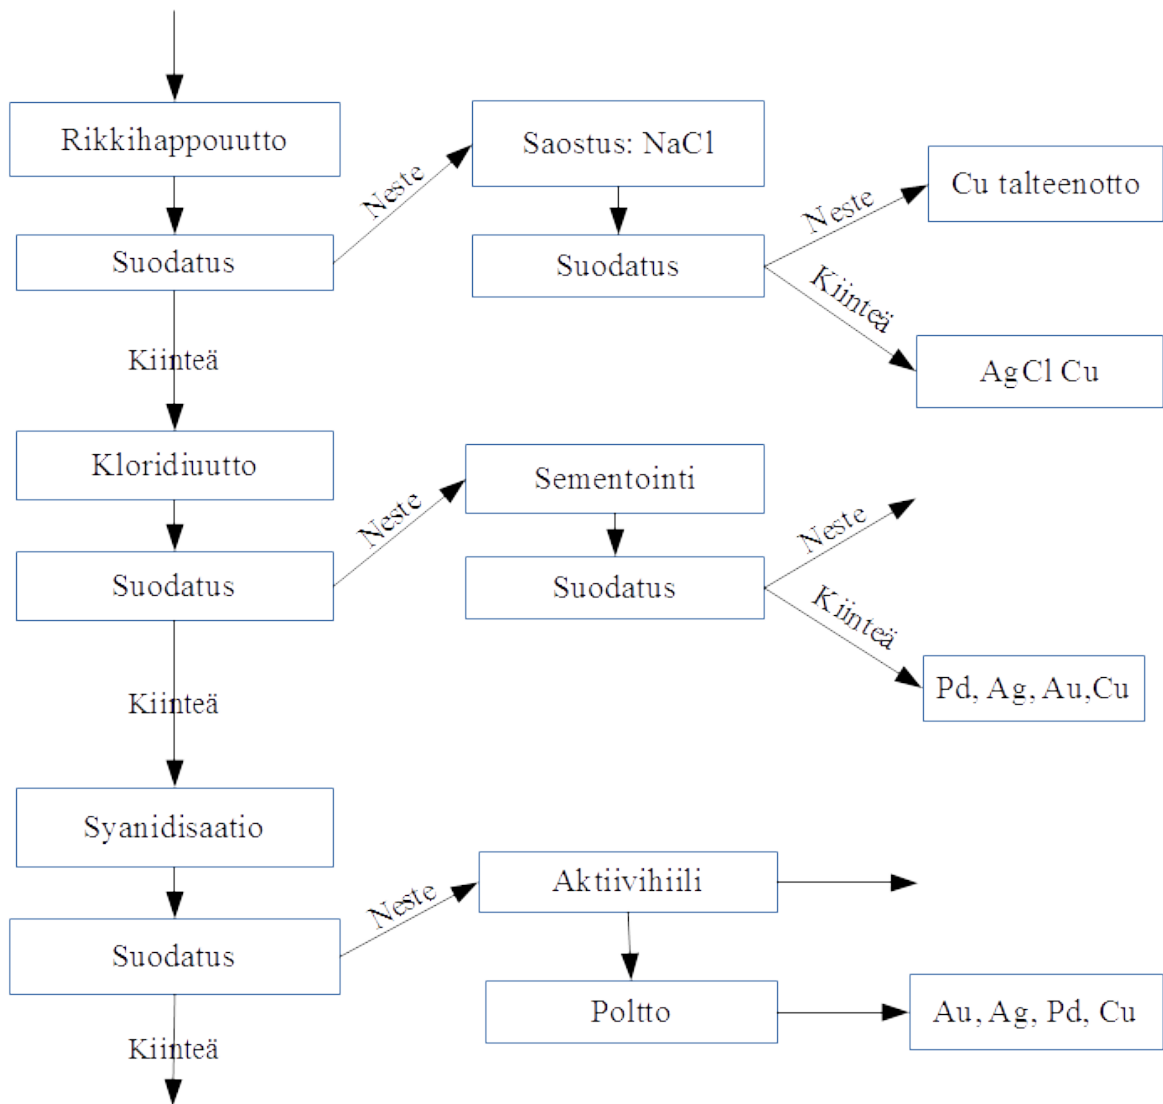 Rikkihappouutto
Saostus: NaCl
Neste
Cu talteenotto
Neste
Suodatus
Suodatus
Kiinteä
Kiinteä
AgCl Cu
Kloridiuutto
Sementointi
Neste
Neste
Suodatus
Suodatus
Kiinteä
Kiinteä
Pd, Ag, Au,Cu
Syanidisaatio
Aktiivihiili
Neste
Suodatus
Poltto
Au, Ag, Pd, Cu
Kiinteä